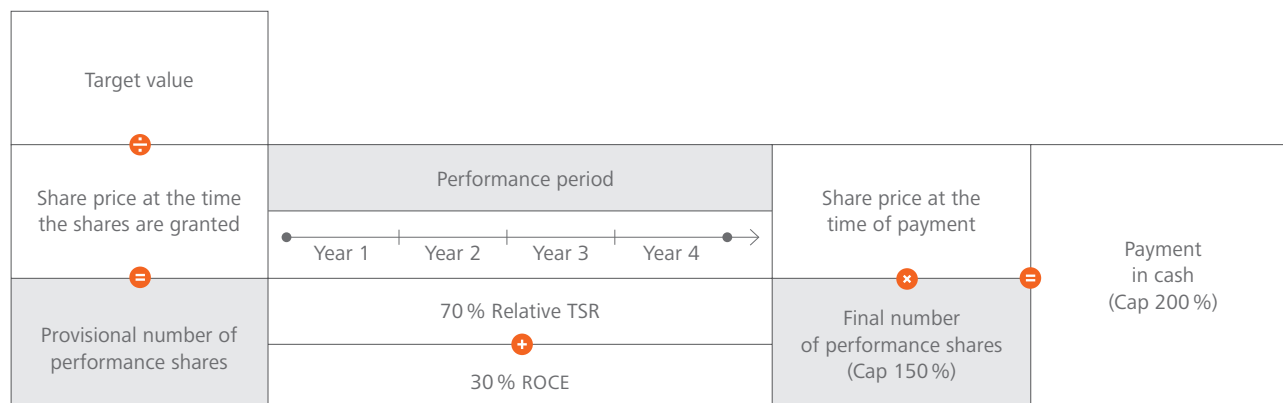 Target value
÷
Share price at the time
the shares are granted
=
Provisional number of
performance shares
Performance period
Year 1
Year 2
Year 3
Year 4
70 % Relative TSR
+
30 % ROCE
Share price at the
time of payment
×
Final number
of performance shares
(Cap 150 %)
=
Payment
in cash
(Cap 200 %)